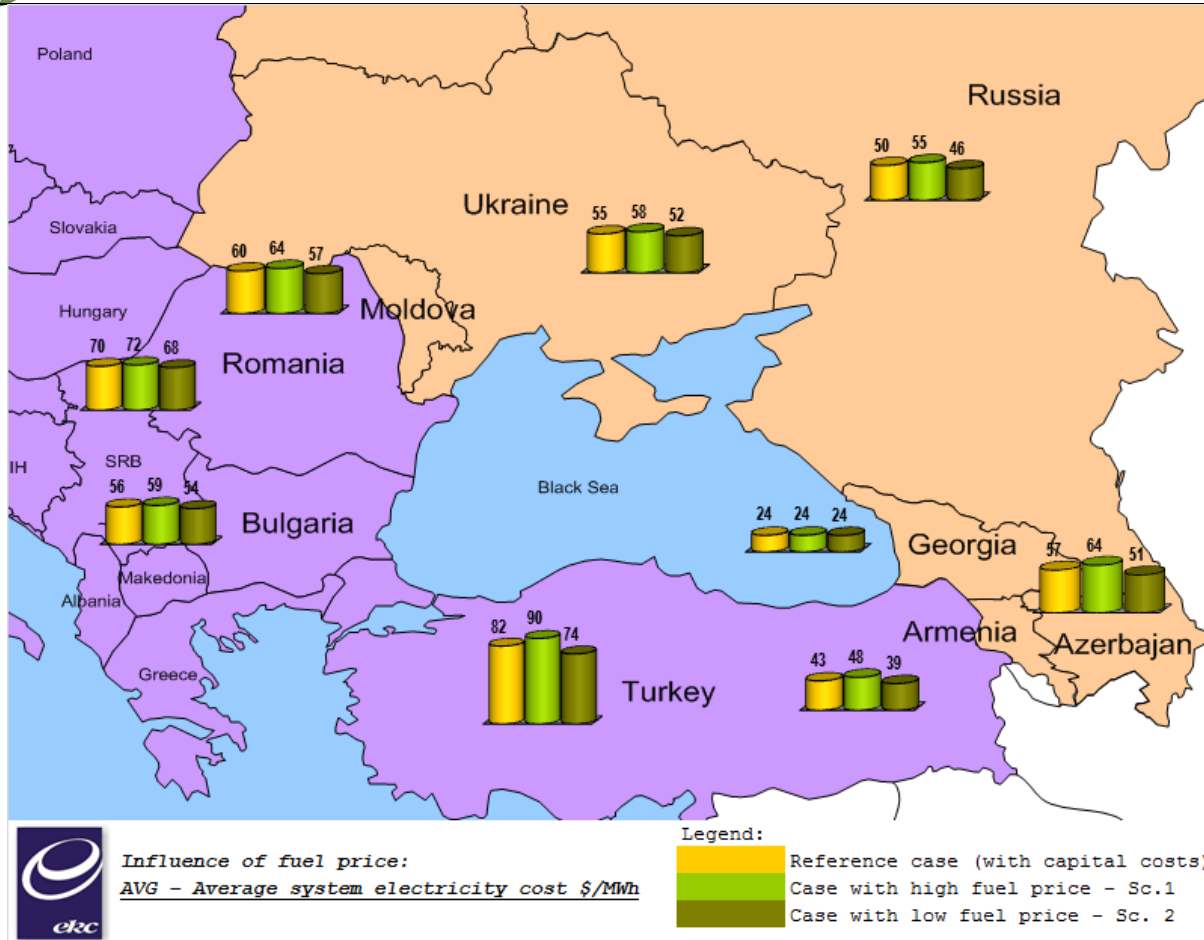 Poland
Russia
50 55 46
Ukraine
55 58 52
Slovakia
60 64 57
Moldova
Hungary
70 72 68
Romania
SRB
IH
56 59 54
Bulgaria
Black Sea
24 24 24
Georgia
57 64 51
Makedonia
Albania
82 90 74
Armenia
Azerbajan
43 48 39
Greece
Turkey
ekc
Influence of fuel price:
AVG – Average system electricity cost $/MWh
Legend:
Reference case (with capital costs)
Case with high fuel price - Sc.1
Case with low fuel price - Sc. 2